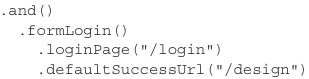 .and()
  .formLogin()
    .loginPage("/login")
    .defaultSuccessUrl("/design")